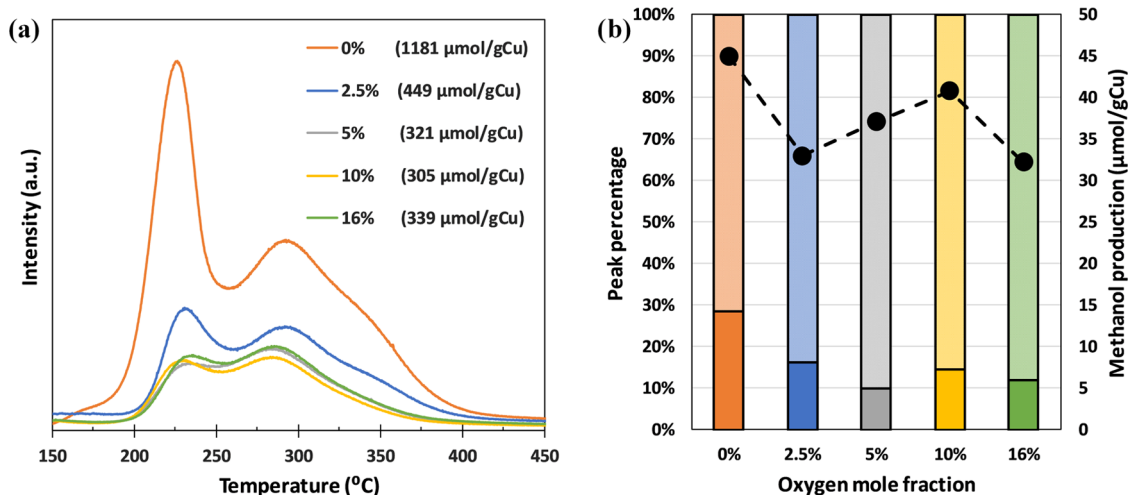 (a)
Intensity (a.u.)
0% (1181 µmol/gCu)
2.5% (449 µmol/gCu)
5% (321 µmol/gCu)
10% (305 µmol/gCu)
16% (339 µmol/gCu)
150 200 250 300 350 400 450
Temperature (⁰C)
(b)
Peak percentage
100%
90%
80%
70%
60%
50%
40%
30%
20%
10%
0%
50
45
40
35
30
25
20
15
10
5
0
Methanol production (µmol/gCu)
0% 2.5% 5% 10% 16%
Oxygen mole fraction